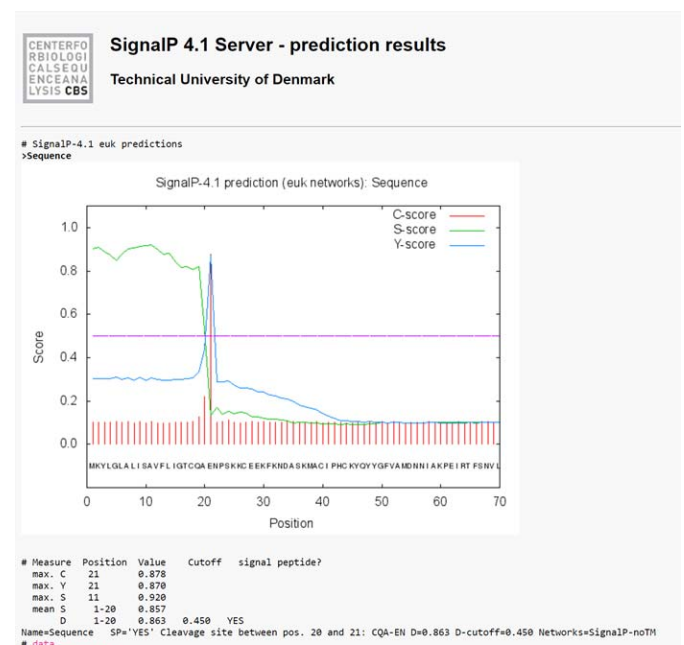 CENTERFO
RBIOLOGI
CALSEQU
ENCEANA
LYSIS CBS
SignalP 4.1 Server - prediction results
Technical University of Denmark
# SignalP-4.1 euk predictions
>Sequence
SignalP-4.1 prediction (euk networks): Sequence
C-score
S-score
Y-score
1.0
0.8
0.6
0.4
0.2
0.0
Score
MKYLGLALISAVFLIGTCQAENPSKKCEEKFKNDASKMACIPHCKYQYYGFVAMDNNIAKPEIRTFSNVL
0 10 20 30 40 50 60 70
Position
# Measure Position Value Cutoff signal peptide?
max. C 21 0.878
max. Y 21 0.870
max. S 11 0.920
mean S 1-20 0.857
D 1-20 0.863 0.450 YES
Name=Sequence SP='YES' Cleavage site between pos. 20 and 21: CQA-EN D=0.863 D-cutoff=0.450 Networks=SignalP-noTM
# data